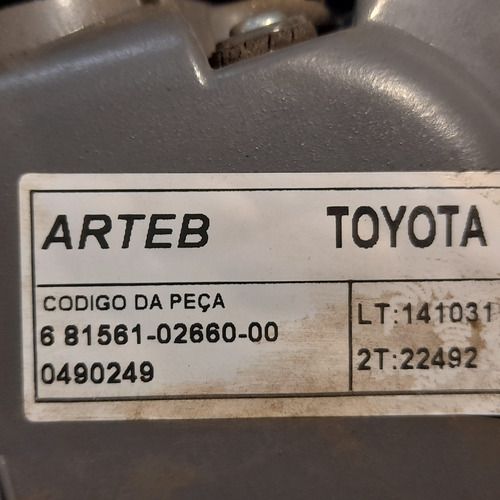 ARTEB TOYOTA
CODIGO DA PEÇA
6 81561-02660-00
0490249
LT:141031
2T:22492